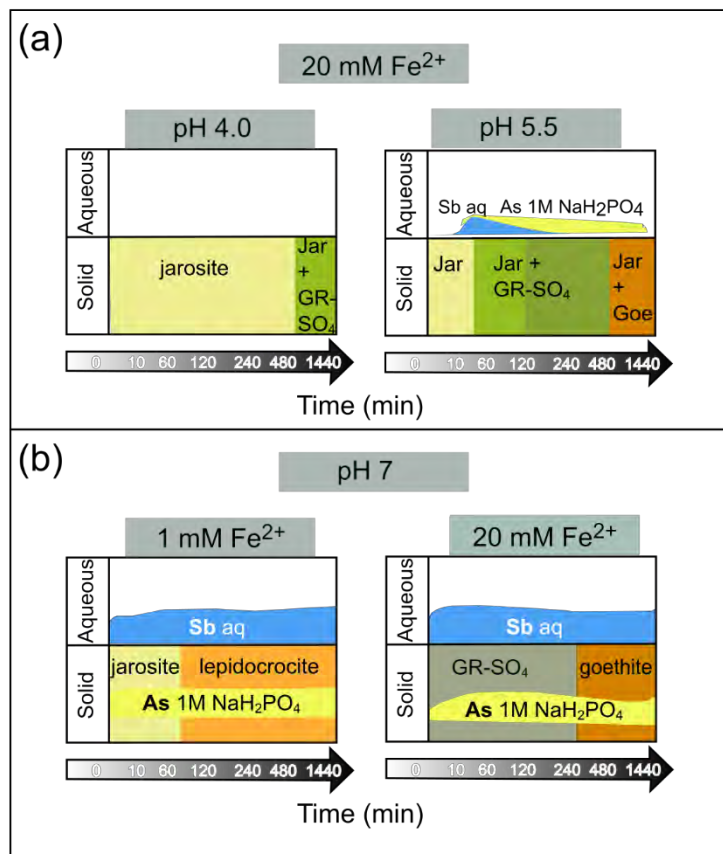 (a)
20 mM Fe²⁺
pH 4.0
pH 5.5
Aqueous
Solid
jarosite
Jar
+
GR-
SO₄
0 10 60 120 240 480 1440
Aqueous
Solid
Sb aq As 1M NaH₂PO₄
Jar
Jar +
GR-SO₄
Jar
+
Goe
0 10 60 120 240 480 1440
Time (min)
(b)
pH 7
1 mM Fe²⁺
20 mM Fe²⁺
Aqueous
Solid
Sb aq
jarosite lepidocrocite
As 1M NaH₂PO₄
0 10 60 120 240 480 1440
Aqueous
Solid
Sb aq
GR-SO₄ goethite
As 1M NaH₂PO₄
0 10 60 120 240 480 1440
Time (min)